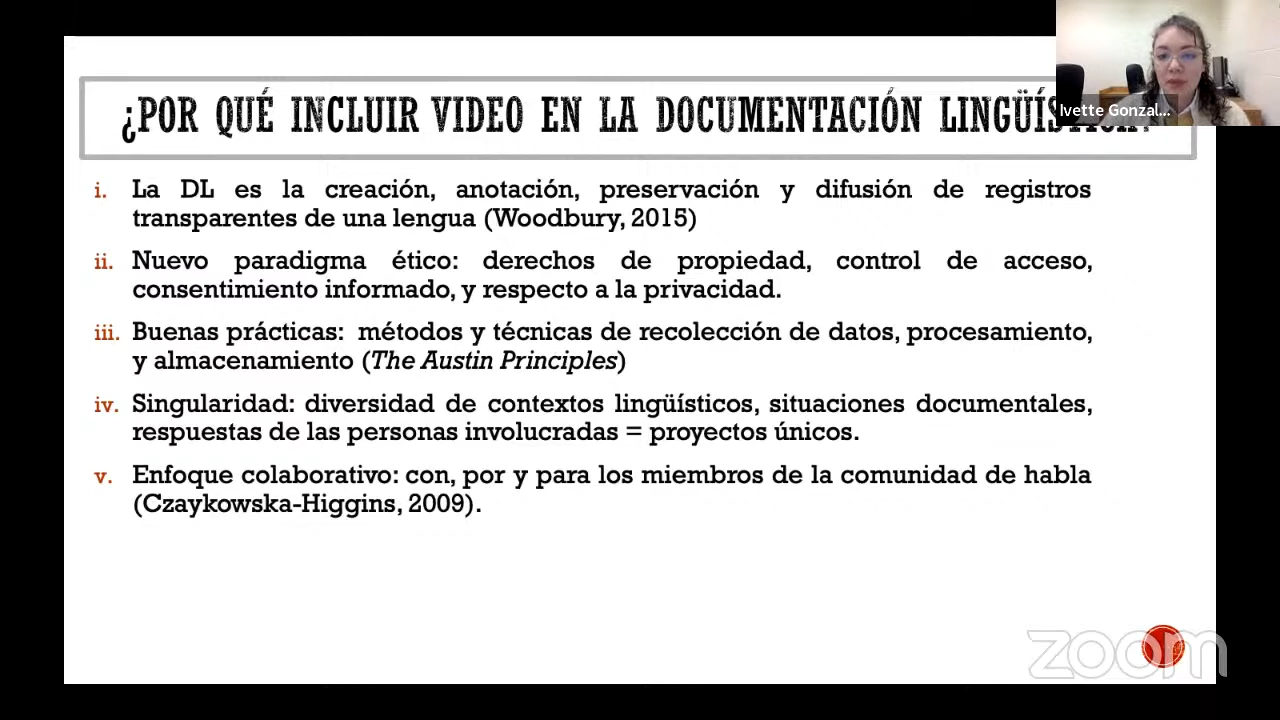 ¿POR QUÉ INCLUIR VIDEO EN LA DOCUMENTACIÓN
Ivette Gonzal...
i. La DL es la creación, anotación, preservación y difusión de registros
transparentes de una lengua (Woodbury, 2015)
ii. Nuevo paradigma ético: derechos de propiedad, control de acceso,
consentimiento informado, y respecto a la privacidad.
iii. Buenas prácticas: métodos y técnicas de recolección de datos, procesamiento,
y almacenamiento (The Austin Principles)
iv. Singularidad: diversidad de contextos lingüísticos, situaciones documentales,
respuestas de las personas involucradas = proyectos únicos.
v. Enfoque colaborativo: con, por y para los miembros de la comunidad de habla
(Czaykowska-Higgins, 2009).
zoom